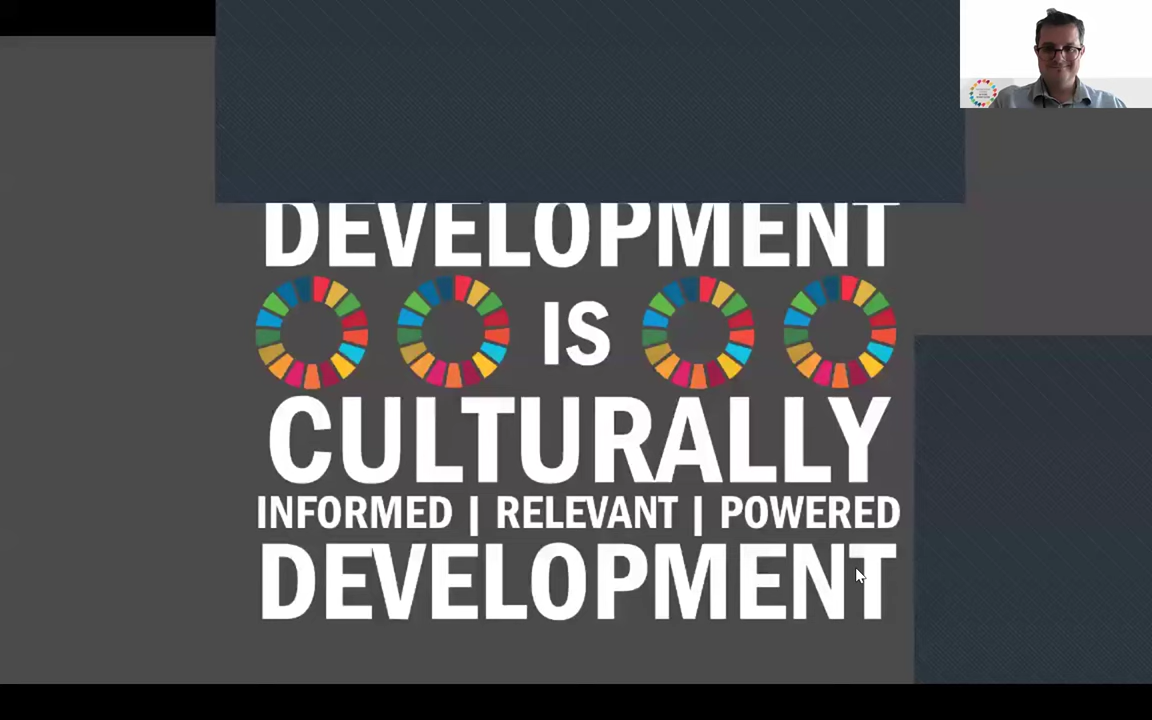 DEVELOPMENT
IS
CULTURALLY
INFORMED | RELEVANT | POWERED
DEVELOPMENT